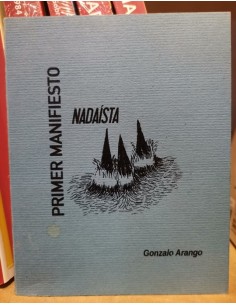 PRIMER MANIFIESTO
NADAÍSTA
Gonzalo Arango